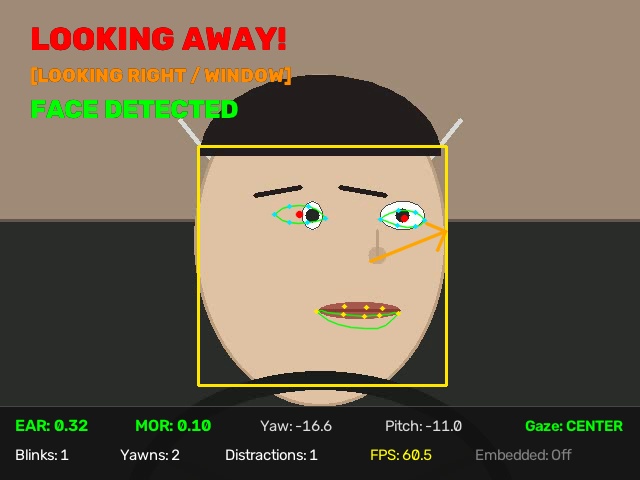 LOOKING AWAY!
[LOOKING RIGHT / WINDOW]
FACE DETECTED
EAR: 0.32 MOR: 0.10 Yaw: -16.6 Pitch: -11.0 Gaze: CENTER
Blinks: 1 Yawns: 2 Distractions: 1 FPS: 60.5 Embedded: Off